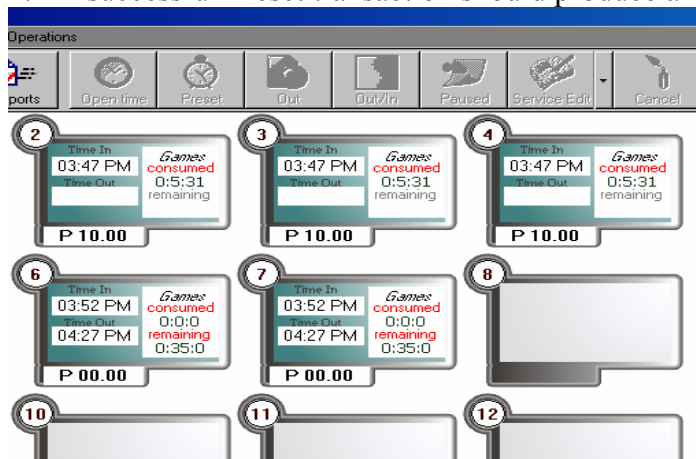 successful Preset transaction should produce a
Operations
ports Open time Preset Out Out/In Paused Service Edit Cancel
2 3 4
Time In Games Time In Games Time In Games
03:47 PM consumed 03:47 PM consumed 03:47 PM consumed
Time Out 0:5:31 Time Out 0:5:31 Time Out 0:5:31
remaining remaining remaining
P 10.00 P 10.00 P 10.00
6 7 8
Time In Games Time In Games
03:52 PM consumed 03:52 PM consumed
Time Out 0:0:0 Time Out 0:0:0
04:27 PM remaining 04:27 PM remaining
0:35:0 0:35:0
P 00.00 P 00.00
10 11 12